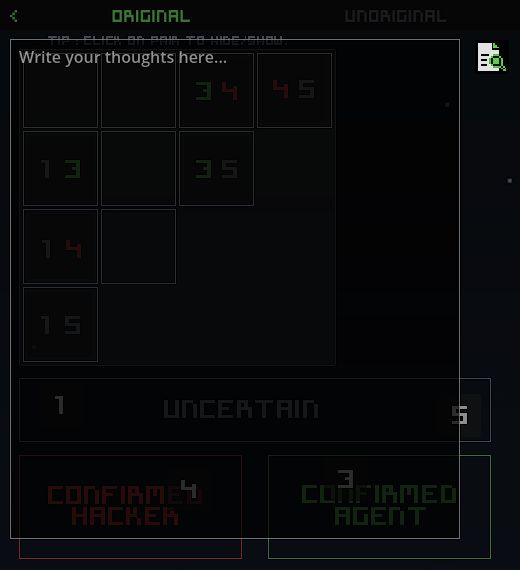 ORIGINAL UNORIGINAL
TIP : CLICK ON PAIR TO HIDE/SHOW.
Write your thoughts here...
3 4 4 5
1 3 3 5
1 4
1 5
1 UNCERTAIN 5
4 3
CONFIRMED CONFIRMED
HACKER AGENT